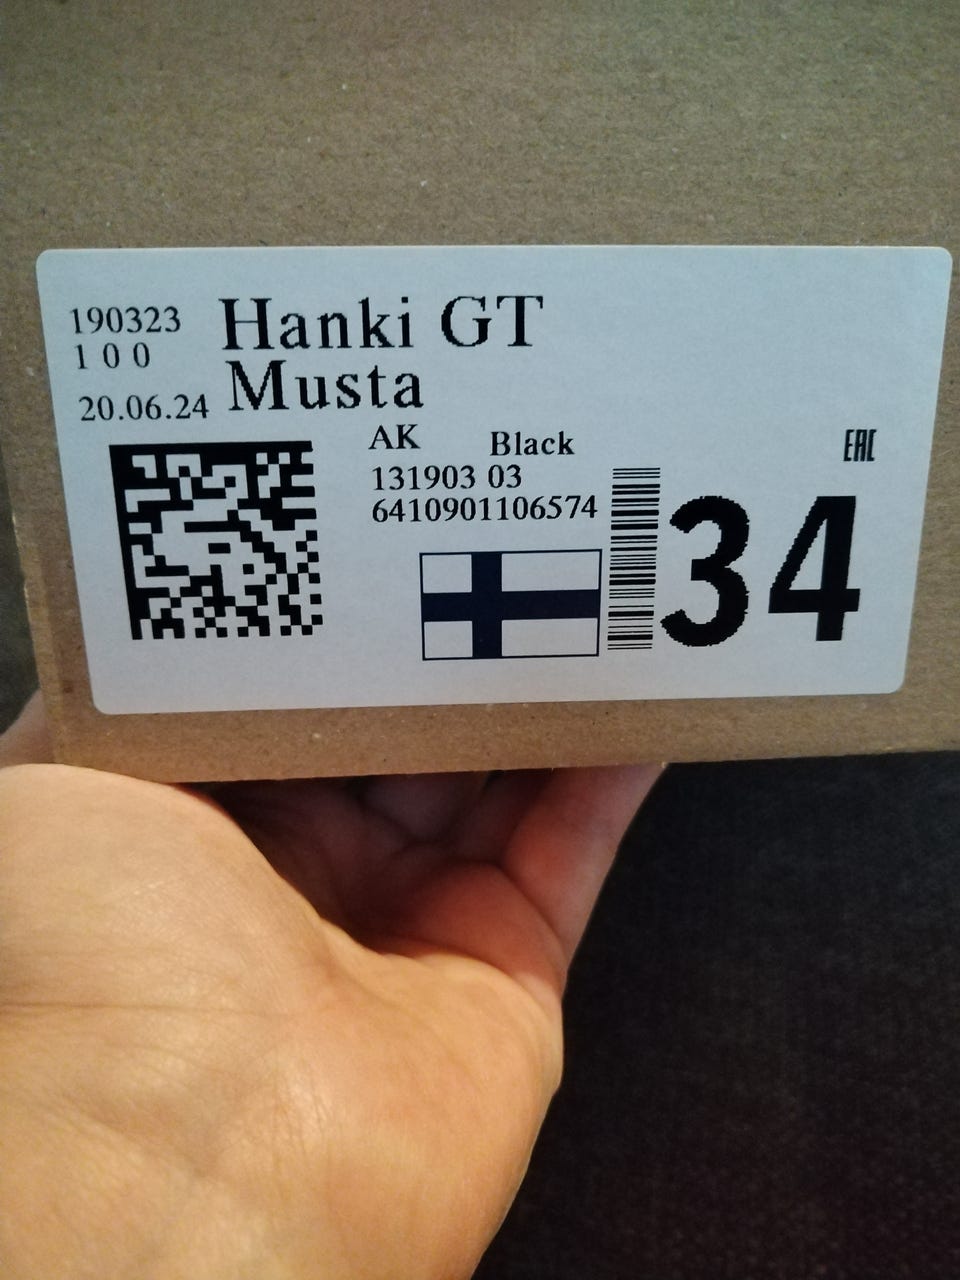 190323
1 0 0
20.06.24
Hanki GT
Musta
AK Black
131903 03
6410901106574
EAC
34